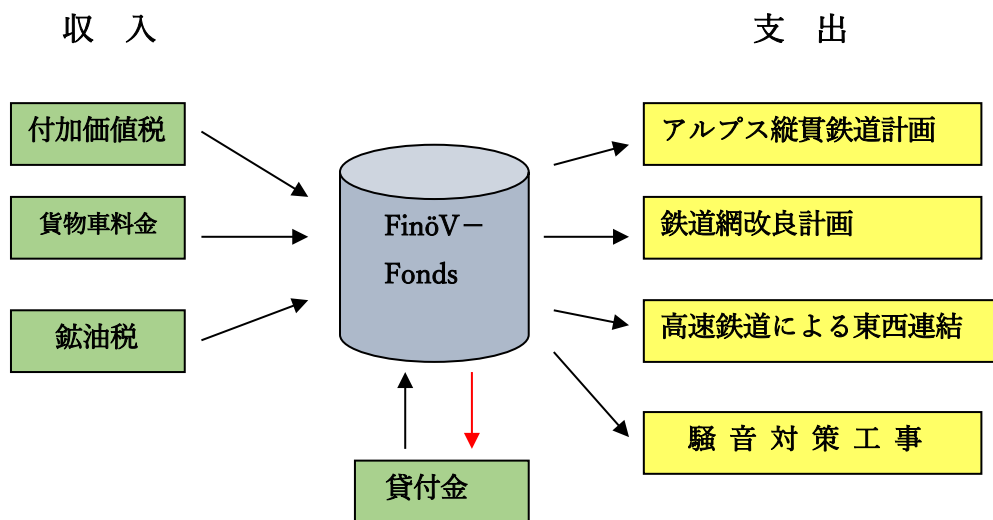 収 入
支 出
付加価値税
貨物車料金
鉱油税
FinöV－
Fonds
貸付金
アルプス縦貫鉄道計画
鉄道網改良計画
高速鉄道による東西連結
騒 音 対 策 工 事